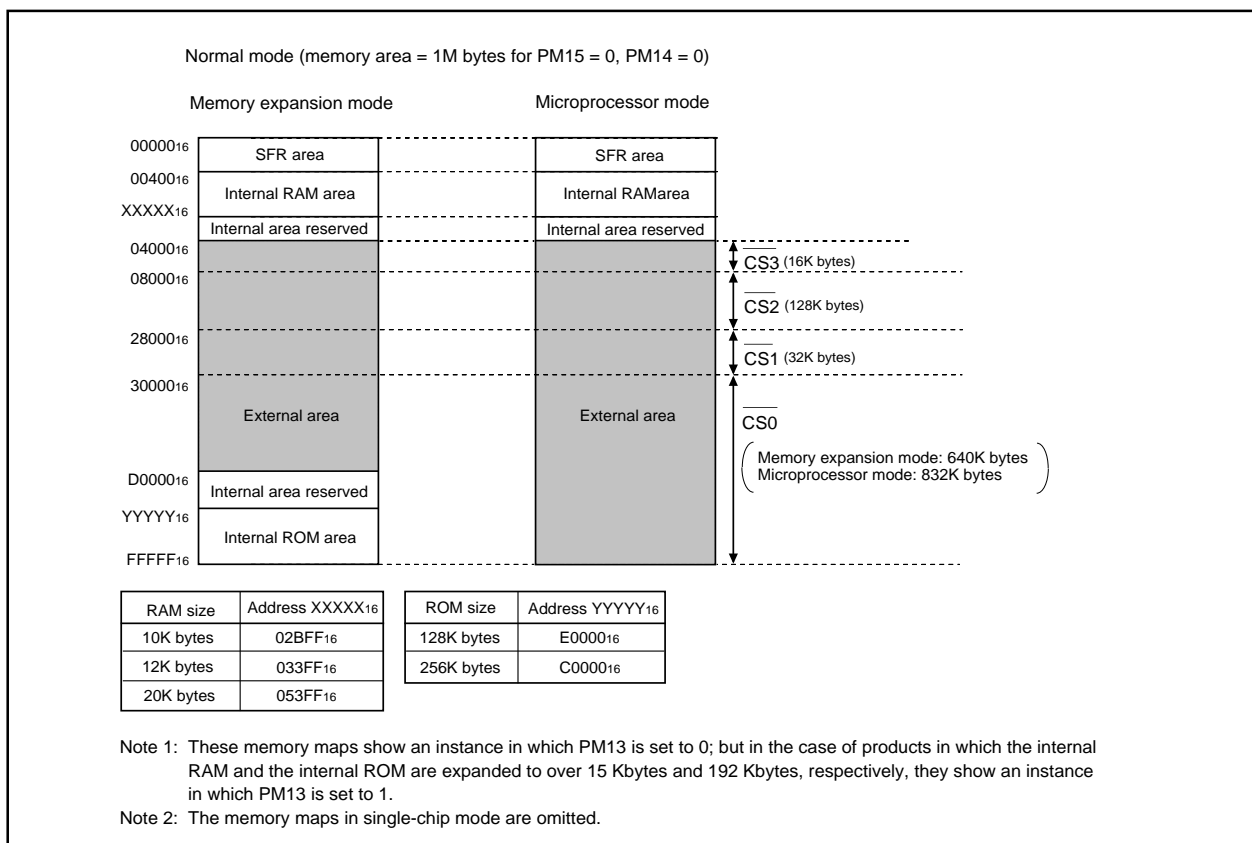 Normal mode (memory area = 1M bytes for PM15 = 0, PM14 = 0)
Memory expansion mode
Microprocessor mode
0000016
SFR area
SFR area
0040016
Internal RAM area
Internal RAMarea
XXXXX16
Internal area reserved
Internal area reserved
0400016
CS3 (16K bytes)
0800016
CS2 (128K bytes)
2800016
CS1 (32K bytes)
3000016
External area
External area
CS0
Memory expansion mode: 640K bytes
Microprocessor mode: 832K bytes
D000016
Internal area reserved
YYYYY16
Internal ROM area
FFFFF16
RAM size Address XXXXX16
10K bytes 02BFF16
12K bytes 033FF16
20K bytes 053FF16
ROM size Address YYYYY16
128K bytes E000016
256K bytes C000016
Note 1: These memory maps show an instance in which PM13 is set to 0; but in the case of products in which the internal
RAM and the internal ROM are expanded to over 15 Kbytes and 192 Kbytes, respectively, they show an instance
in which PM13 is set to 1.
Note 2: The memory maps in single-chip mode are omitted.